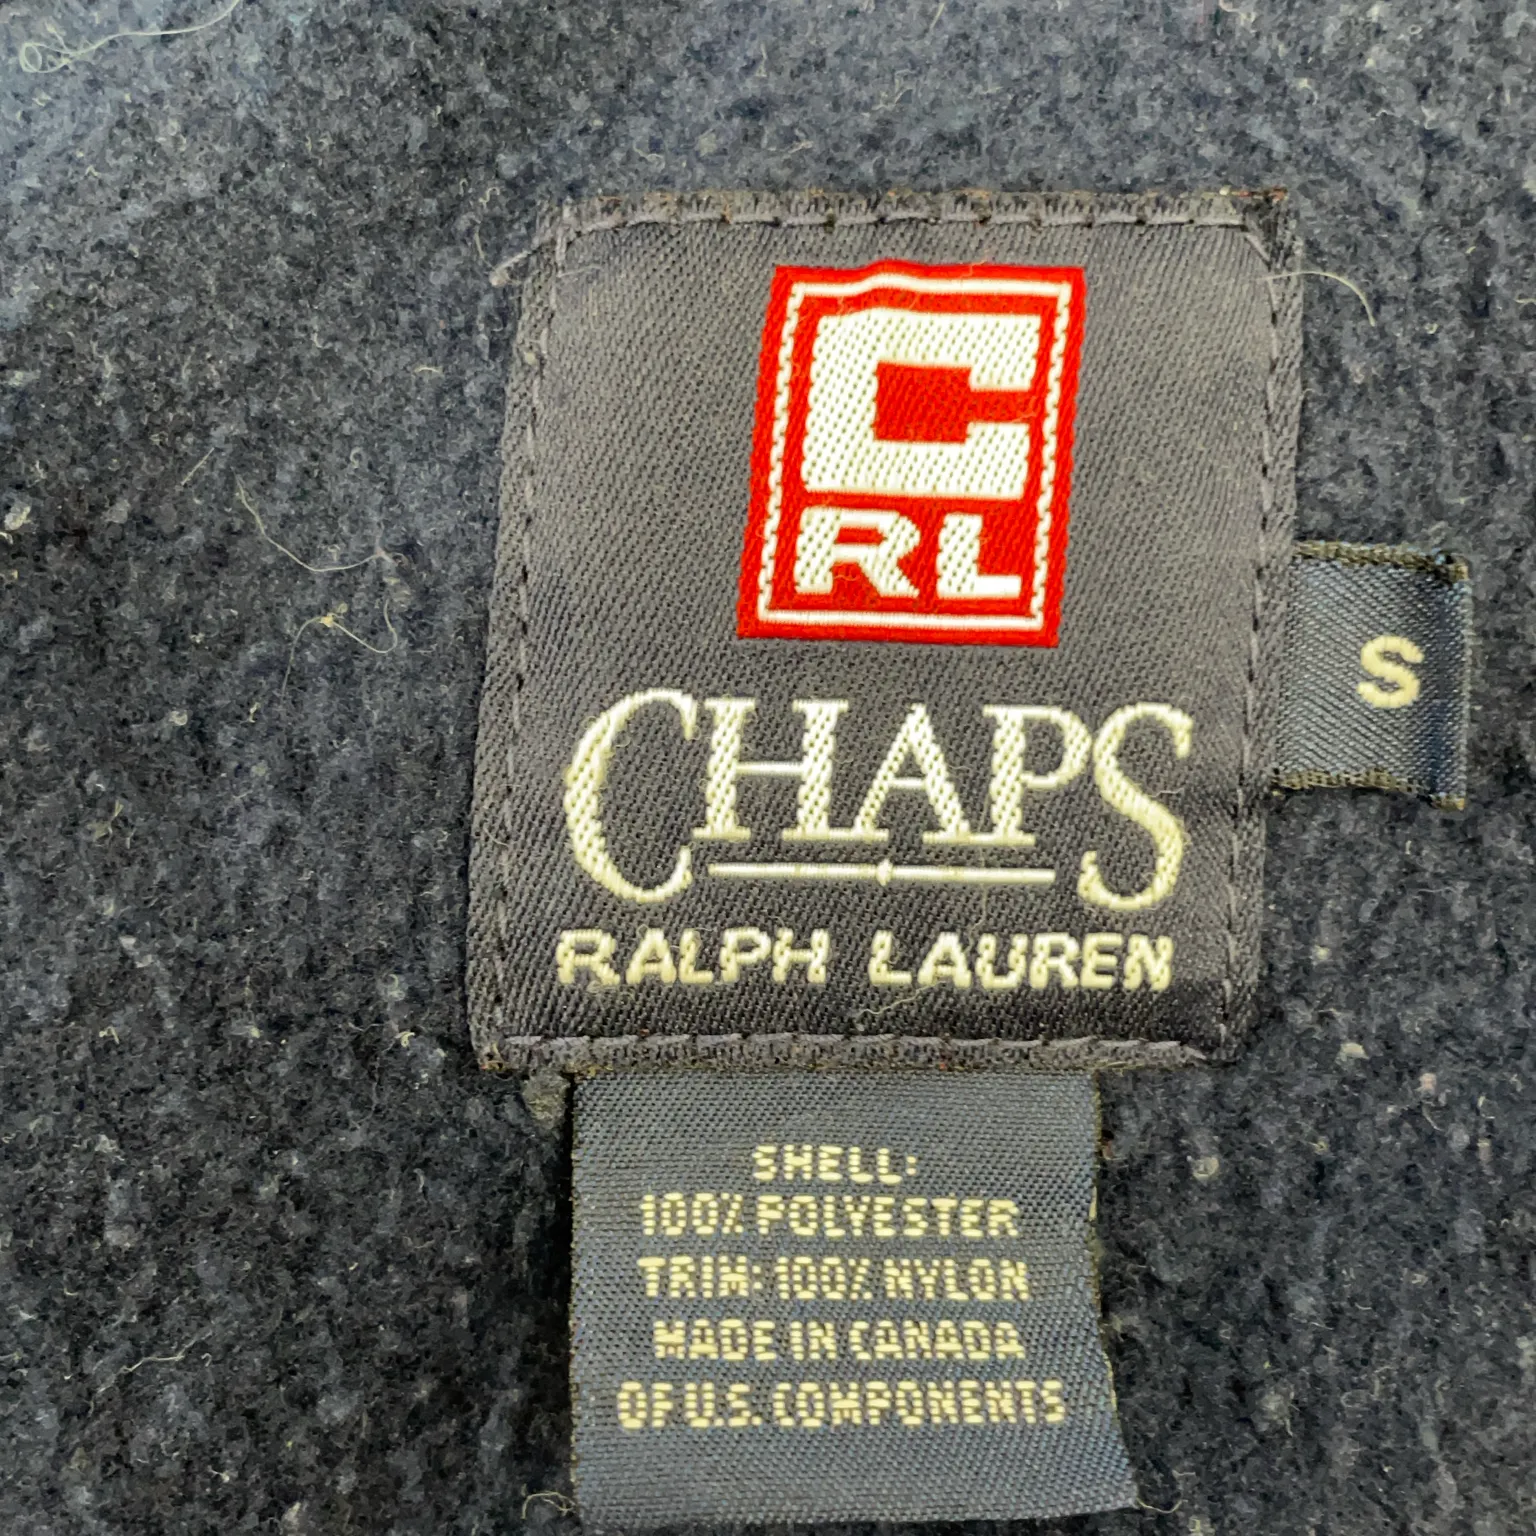 C
RL
CHAPS
RALPH LAUREN
S
SHELL:
100% POLYESTER
TRIM: 100% NYLON
MADE IN CANADA
OF U.S. COMPONENTS